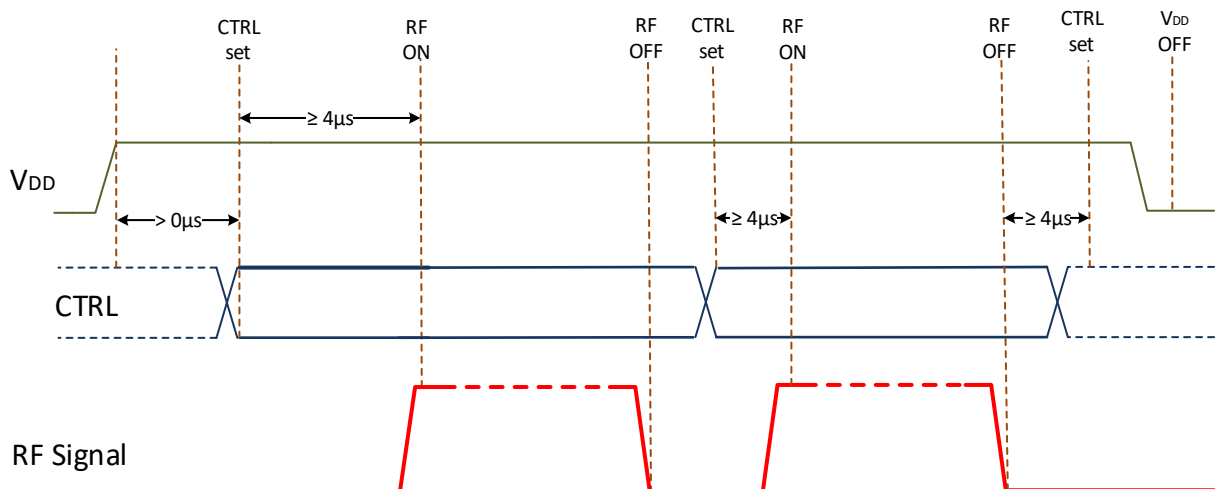 CTRL
set
RF
ON
RF
OFF
CTRL
set
RF
ON
RF
OFF
CTRL
set
VDD
OFF
≥ 4µs
VDD
> 0µs
≥ 4µs
≥ 4µs
CTRL
RF Signal